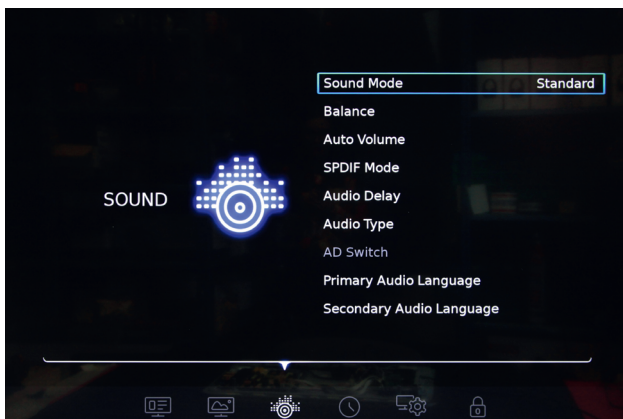 SOUND
Sound Mode Standard
Balance
Auto Volume
SPDIF Mode
Audio Delay
Audio Type
AD Switch
Primary Audio Language
Secondary Audio Language